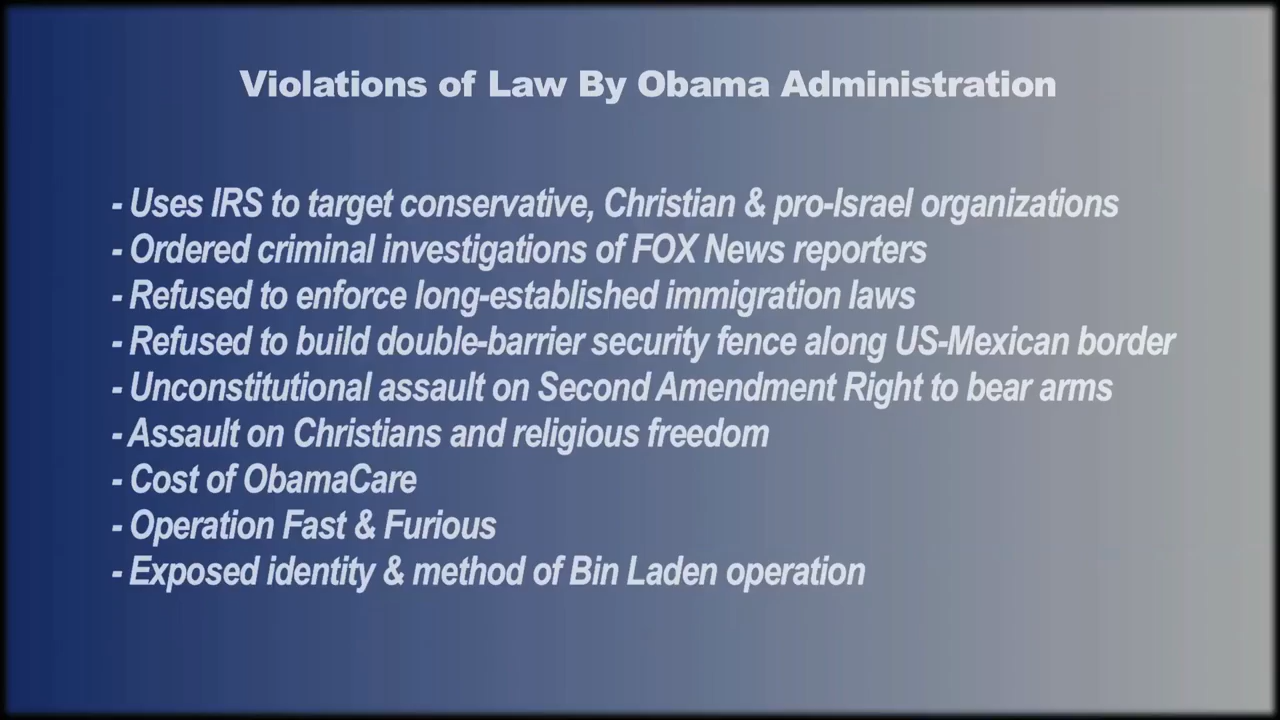 Violations of Law By Obama Administration
- Uses IRS to target conservative, Christian & pro-Israel organizations
- Ordered criminal investigations of FOX News reporters
- Refused to enforce long-established immigration laws
- Refused to build double-barrier security fence along US-Mexican border
- Unconstitutional assault on Second Amendment Right to bear arms
- Assault on Christians and religious freedom
- Cost of ObamaCare
- Operation Fast & Furious
- Exposed identity & method of Bin Laden operation